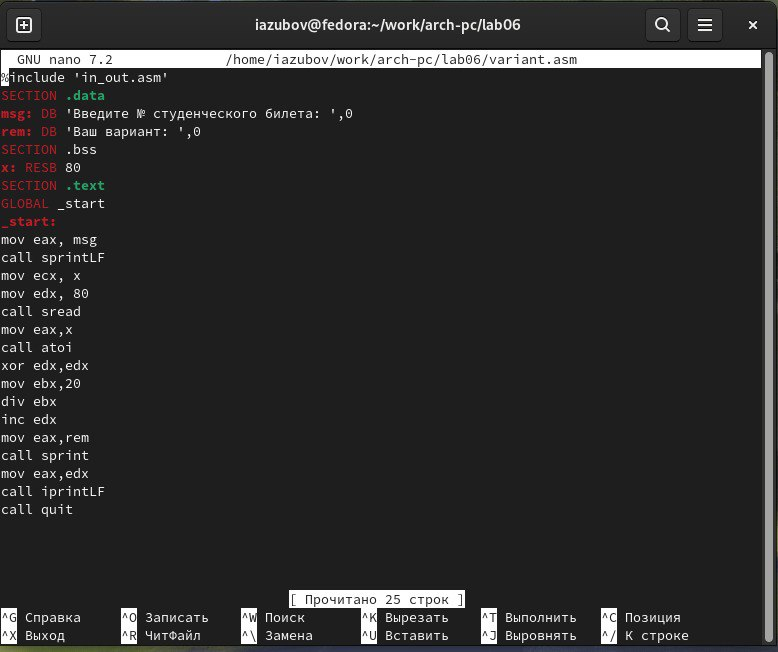 iazubov@fedora:~/work/arch-pc/lab06
GNU nano 7.2 /home/iazubov/work/arch-pc/lab06/variant.asm
%include 'in_out.asm'
SECTION .data
msg: DB 'Введите № студенческого билета: ',0
rem: DB 'Ваш вариант: ',0
SECTION .bss
x: RESB 80
SECTION .text
GLOBAL _start
_start:
mov eax, msg
call sprintLF
mov ecx, x
mov edx, 80
call sread
mov eax,x
call atoi
xor edx,edx
mov ebx,20
div ebx
inc edx
mov eax,rem
call sprint
mov eax,edx
call iprintLF
call quit
[ Прочитано 25 строк ]
^G Справка ^O Записать ^W Поиск ^K Вырезать ^T Выполнить ^C Позиция
^X Выход ^R ЧитФайл ^\ Замена ^U Вставить ^J Выровнять ^/ К строке